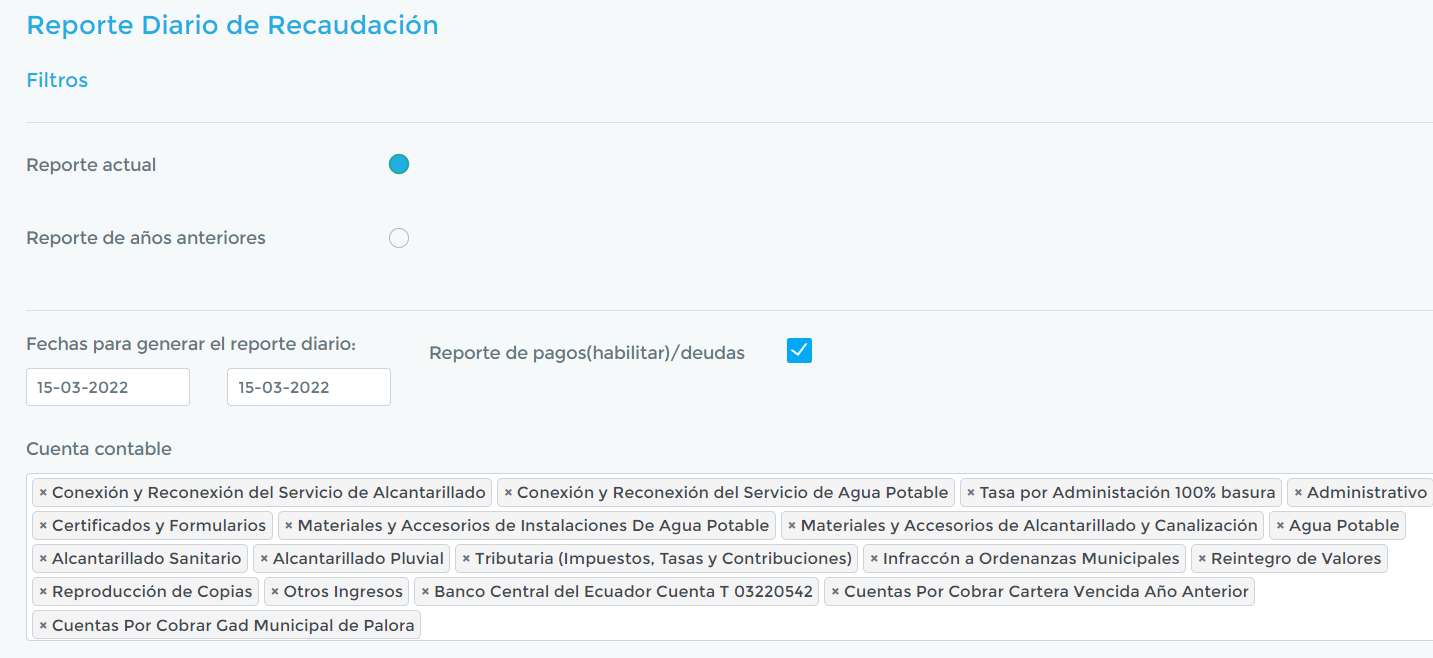 Reporte Diario de Recaudación
Filtros
Reporte actual
Reporte de años anteriores
Fechas para generar el reporte diario:
Reporte de pagos(habilitar)/deudas
15-03-2022 15-03-2022
Cuenta contable
× Conexión y Reconexión del Servicio de Alcantarillado × Conexión y Reconexión del Servicio de Agua Potable × Tasa por Administación 100% basura × Administrativo
× Certificados y Formularios × Materiales y Accesorios de Instalaciones De Agua Potable × Materiales y Accesorios de Alcantarillado y Canalización × Agua Potable
× Alcantarillado Sanitario × Alcantarillado Pluvial × Tributaria (Impuestos, Tasas y Contribuciones) × Infraccón a Ordenanzas Municipales × Reintegro de Valores
× Reproducción de Copias × Otros Ingresos × Banco Central del Ecuador Cuenta T 03220542 × Cuentas Por Cobrar Cartera Vencida Año Anterior
× Cuentas Por Cobrar Gad Municipal de Palora